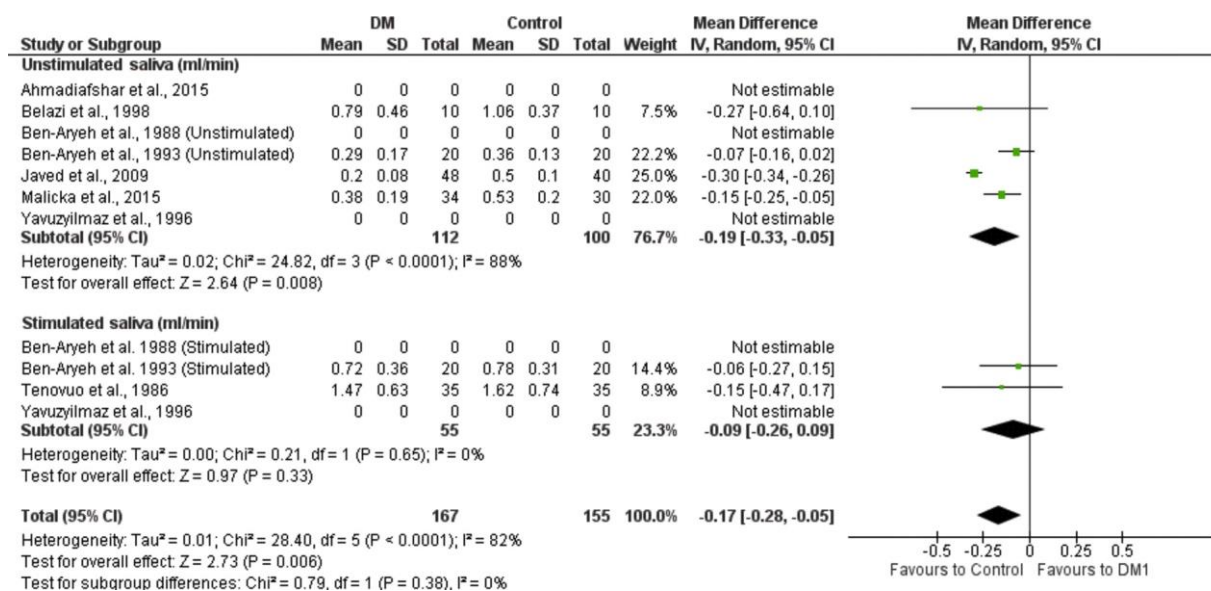 DM Control Mean Difference Mean Difference
Study or Subgroup Mean SD Total Mean SD Total Weight IV, Random, 95% CI IV, Random, 95% CI
Unstimulated saliva (ml/min)
Ahmadiafshar et al., 2015 0 0 0 0 0 0 Not estimable
Belazi et al., 1998 0.79 0.46 10 1.06 0.37 10 7.5% -0.27 [-0.64, 0.10]
Ben-Aryeh et al., 1988 (Unstimulated) 0 0 0 0 0 0 Not estimable
Ben-Aryeh et al., 1993 (Unstimulated) 0.29 0.17 20 0.36 0.13 20 22.2% -0.07 [-0.16, 0.02]
Javed et al., 2009 0.2 0.08 48 0.5 0.1 40 25.0% -0.30 [-0.34, -0.26]
Malicka et al., 2015 0.38 0.19 34 0.53 0.2 30 22.0% -0.15 [-0.25, -0.05]
Yavuzyilmaz et al., 1996 0 0 0 0 0 0 Not estimable
Subtotal (95% CI) 112 100 76.7% -0.19 [-0.33, -0.05]
Heterogeneity: Tau² = 0.02; Chi² = 24.82, df = 3 (P < 0.0001); I² = 88%
Test for overall effect: Z = 2.64 (P = 0.008)
Stimulated saliva (ml/min)
Ben-Aryeh et al. 1988 (Stimulated) 0 0 0 0 0 0 Not estimable
Ben-Aryeh et al. 1993 (Stimulated) 0.72 0.36 20 0.78 0.31 20 14.4% -0.06 [-0.27, 0.15]
Tenovuo et al., 1986 1.47 0.63 35 1.62 0.74 35 8.9% -0.15 [-0.47, 0.17]
Yavuzyilmaz et al., 1996 0 0 0 0 0 0 Not estimable
Subtotal (95% CI) 55 55 23.3% -0.09 [-0.26, 0.09]
Heterogeneity: Tau² = 0.00; Chi² = 0.21, df = 1 (P = 0.65); I² = 0%
Test for overall effect: Z = 0.97 (P = 0.33)
Total (95% CI) 167 155 100.0% -0.17 [-0.28, -0.05]
Heterogeneity: Tau² = 0.01; Chi² = 28.40, df = 5 (P < 0.0001); I² = 82%
Test for overall effect: Z = 2.73 (P = 0.006)
Test for subgroup differences: Chi² = 0.79, df = 1 (P = 0.38), I² = 0%
-0.5 -0.25 0 0.25 0.5
Favours to Control Favours to DM1